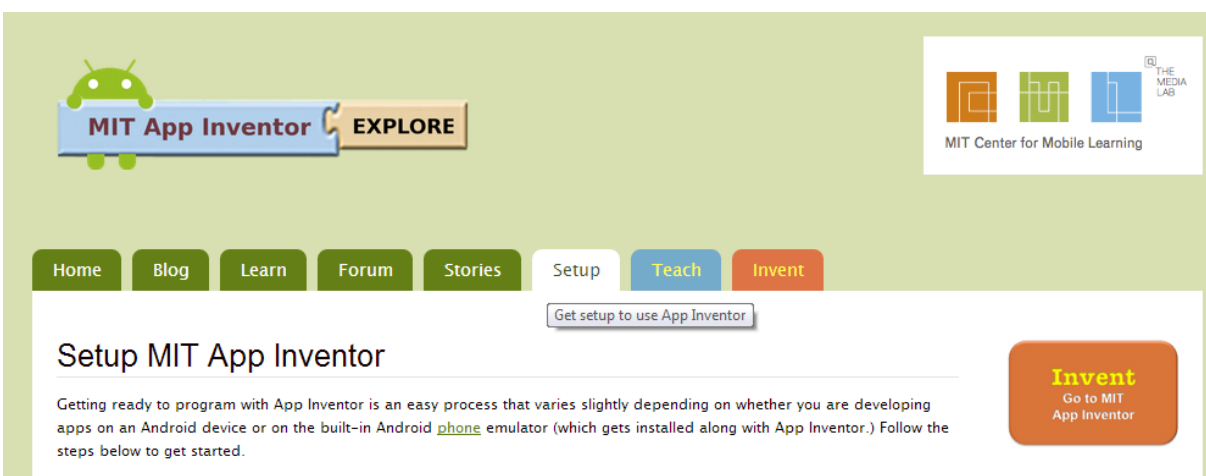 MIT App Inventor EXPLORE
THE
MEDIA
LAB
MIT Center for Mobile Learning
Home Blog Learn Forum Stories Setup Teach Invent
Get setup to use App Inventor
Setup MIT App Inventor
Getting ready to program with App Inventor is an easy process that varies slightly depending on whether you are developing
apps on an Android device or on the built-in Android phone emulator (which gets installed along with App Inventor.) Follow the
steps below to get started.
Invent
Go to MIT
App Inventor